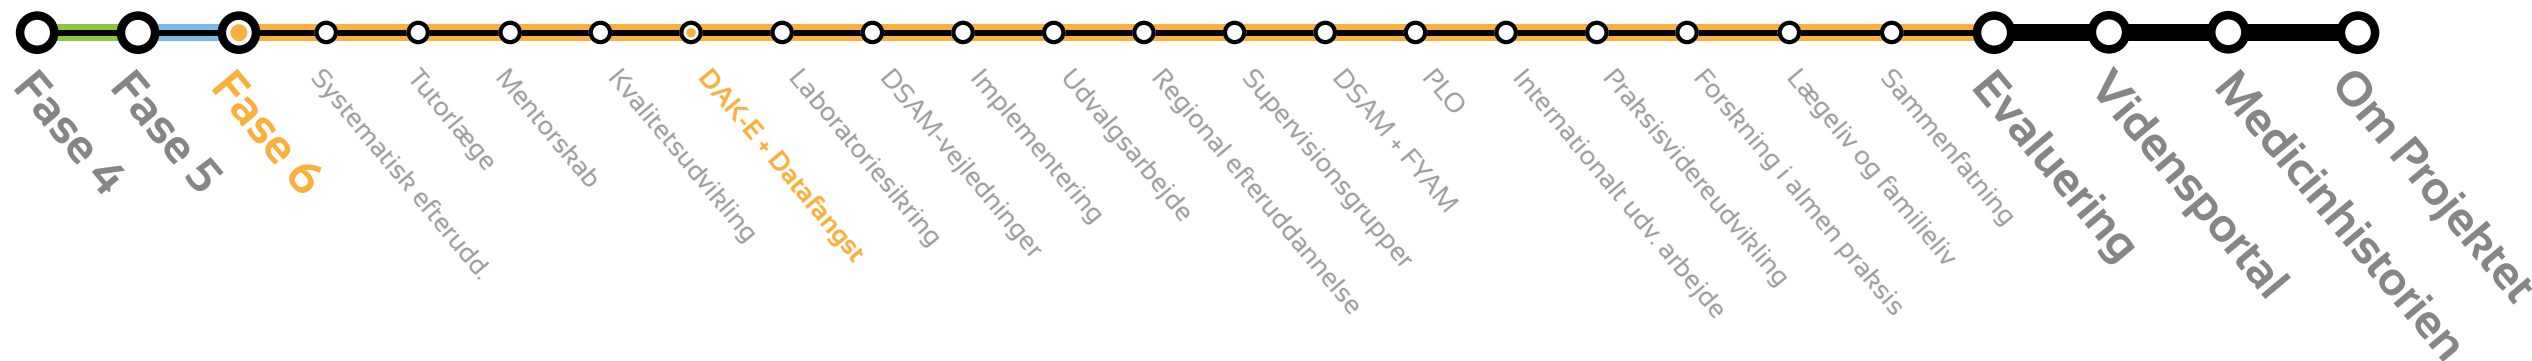 Fase 4
Fase 5
Fase 6
Systematisk efterudd.
Tutorlæge
Mentorskab
Kvalitetsudvikling
DAK-E + Datafangst
Laboratoriesikring
DSAM-vejledninger
Implementering
Udvalgsarbejde
Regional efteruddannelse
Supervisionsgrupper
DSAM + FYAM
PLO
Internationalt udv. arbejde
Praksisvidereudvikling
Forskning i almen praksis
Lægeliv og familieliv
Sammenfatning
Evaluering
Vidensportal
Medicinhistorien
Om Projektet